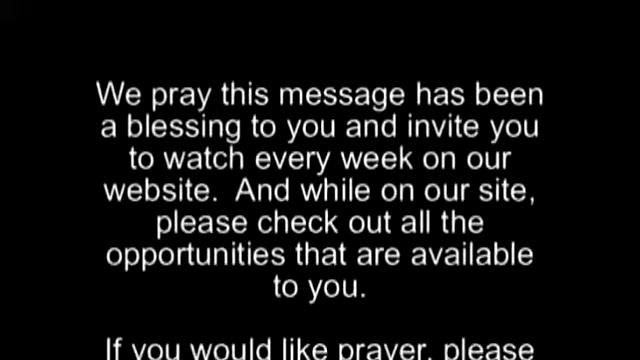 We pray this message has been
a blessing to you and invite you
to watch every week on our
website.  And while on our site,
please check out all the
opportunities that are available
to you.
If you would like prayer, please